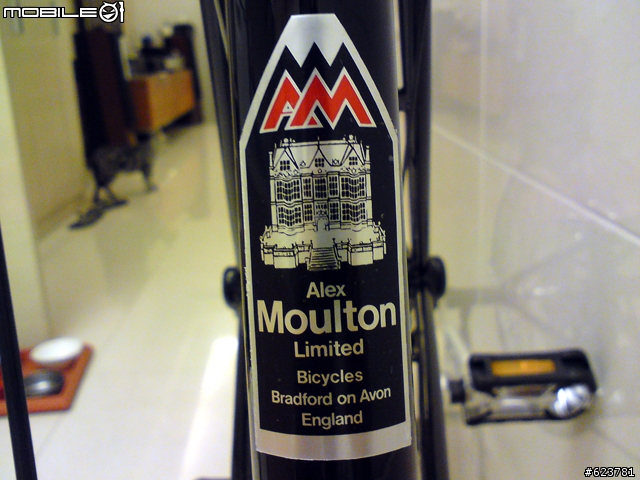 MOBILE01
AM
Alex
Moulton
Limited
Bicycles
Bradford on Avon
England
#623781